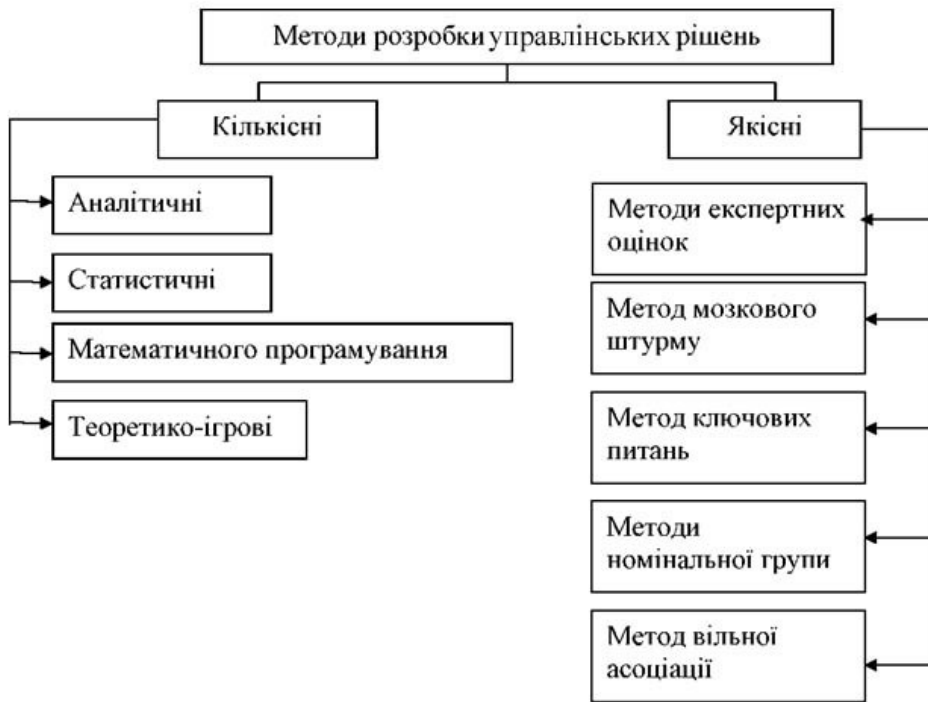 Методи розробки управлінських рішень
Кількісні
Якісні
Аналітичні
Статистичні
Математичного програмування
Теоретико-ігрові
Методи експертних
оцінок
Метод мозкового
штурму
Метод ключових
питань
Методи
номінальної групи
Метод вільної
асоціації